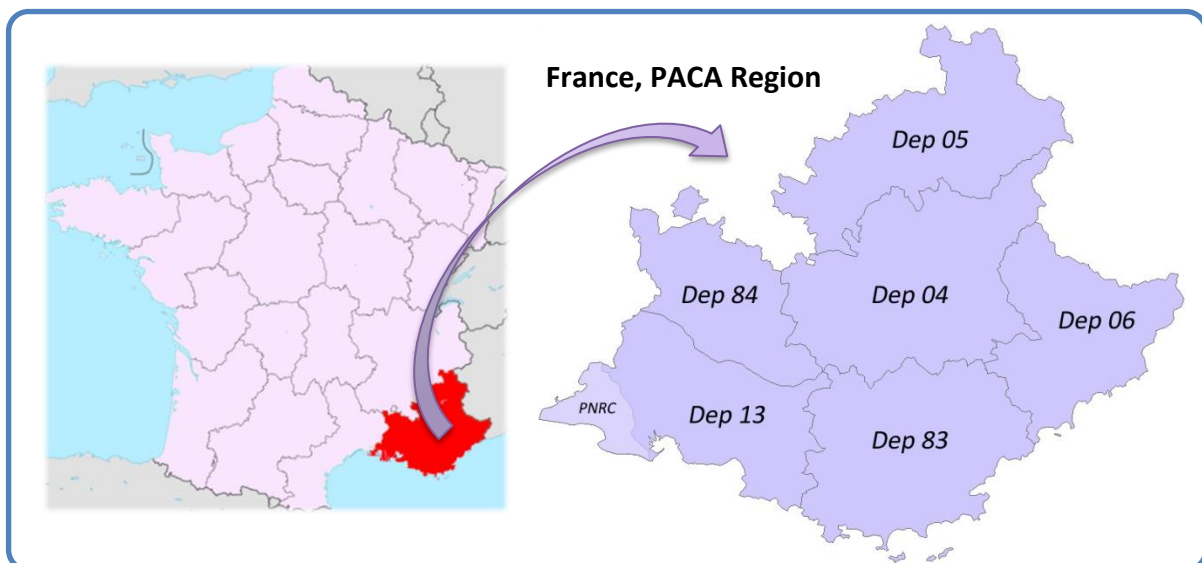 France, PACA Region
Dep 05
Dep 84
Dep 04
Dep 06
PNRC
Dep 13
Dep 83